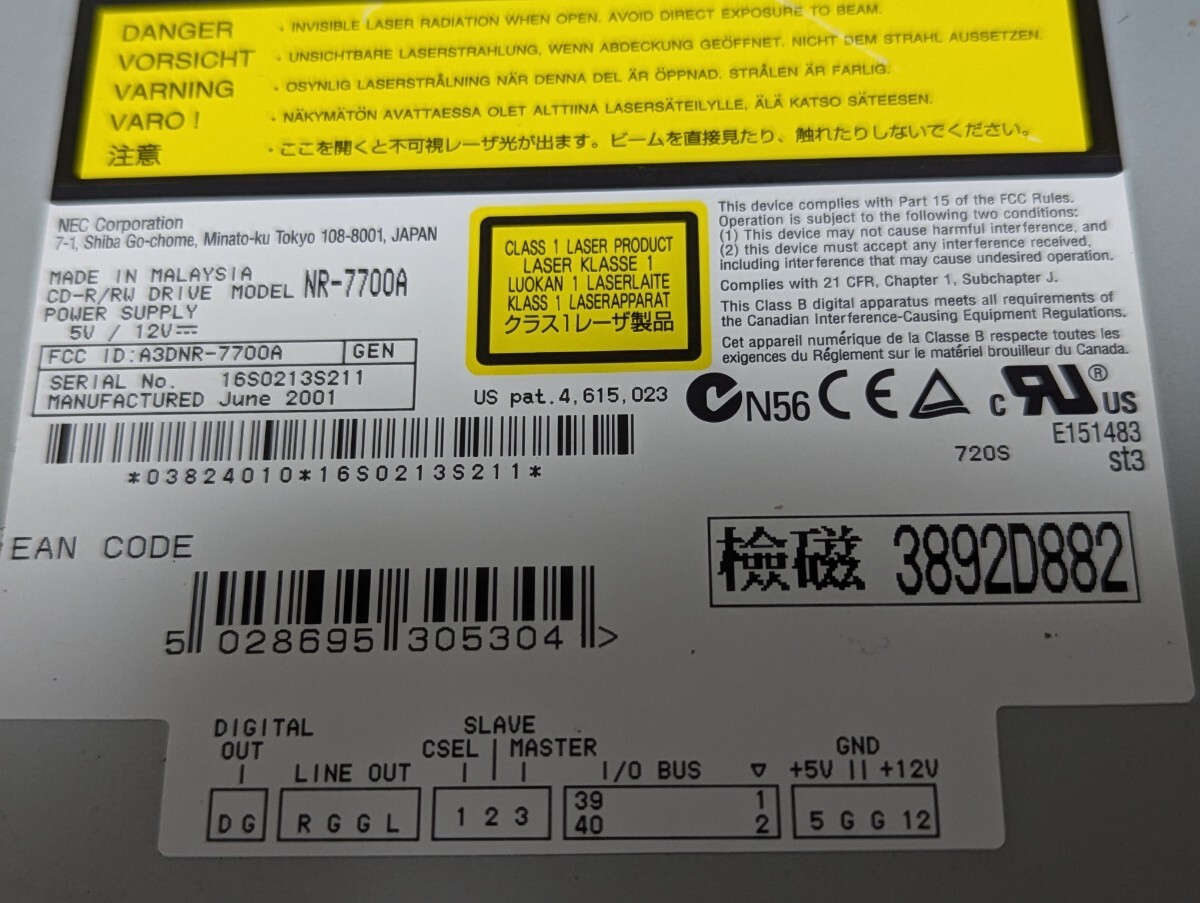 DANGER · INVISIBLE LASER RADIATION WHEN OPEN. AVOID DIRECT EXPOSURE TO BEAM.
VORSICHT · UNSICHTBARE LASERSTRAHLUNG, WENN ABDECKUNG GEÖFFNET. NICHT DEM STRAHL AUSSETZEN.
VARNING · OSYNLIG LASERSTRÅLNING NÄR DENNA DEL ÄR ÖPPNAD. STRÅLEN ÄR FARLIG.
VARO ! · NÄKYMÄTÖN AVATTAESSA OLET ALTTIINA LASERSÄTEILYLLE, ÄLÄ KATSO SÄTEESEN.
注意 ·ここを開くと不可視レーザ光が出ます。ビームを直接見たり、触れたりしないでください。
NEC Corporation
7-1, Shiba Go-chome, Minato-ku Tokyo 108-8001, JAPAN
MADE IN MALAYSIA
CD-R/RW DRIVE MODEL NR-7700A
POWER SUPPLY
5V / 12V⎓
FCC ID:A3DNR-7700A GEN
SERIAL No. 16S0213S211
MANUFACTURED June 2001
CLASS 1 LASER PRODUCT
LASER KLASSE 1
LUOKAN 1 LASERLAITE
KLASS 1 LASERAPPARAT
クラス1レーザ製品
US pat.4,615,023
This device complies with Part 15 of the FCC Rules.
Operation is subject to the following two conditions:
(1) This device may not cause harmful interference, and
(2) this device must accept any interference received,
including interference that may cause undesired operation.
Complies with 21 CFR, Chapter 1, Subchapter J.
This Class B digital apparatus meets all requirements of
the Canadian Interference-Causing Equipment Regulations.
Cet appareil numérique de la Classe B respecte toutes les
exigences du Réglement sur le matériel brouilleur du Canada.
N56 CE c RU ® US
E151483
720S st3
*03824010*16S0213S211*
EAN CODE
5 028695 305304 >
檢磁 3892D882
DIGITAL OUT
LINE OUT
SLAVE
CSEL MASTER
I/O BUS
GND
+5V +12V
D G
R G G L
1 2 3
39 1
40 2
5 G G 12